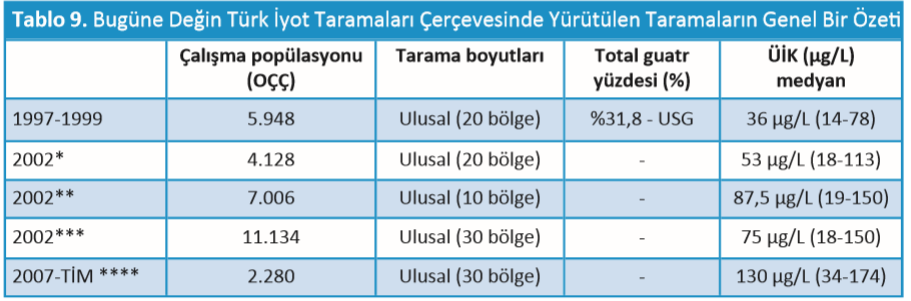 Tablo 9. Bugüne Değin Türk İyot Taramaları Çerçevesinde Yürütülen Taramaların Genel Bir Özeti
Çalışma popülasyonu (OÇÇ) Tarama boyutları Total guatr yüzdesi (%) ÜİK (µg/L) medyan
1997-1999 5.948 Ulusal (20 bölge) %31,8 - USG 36 µg/L (14-78)
2002* 4.128 Ulusal (20 bölge) - 53 µg/L (18-113)
2002** 7.006 Ulusal (10 bölge) - 87,5 µg/L (19-150)
2002*** 11.134 Ulusal (30 bölge) - 75 µg/L (18-150)
2007-TİM **** 2.280 Ulusal (30 bölge) - 130 µg/L (34-174)